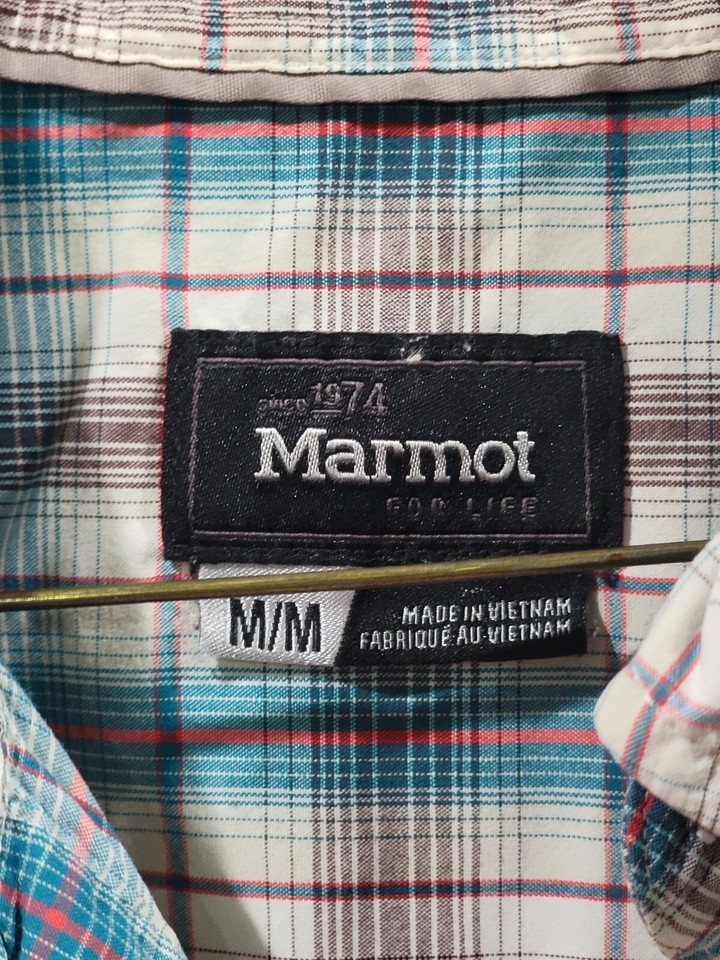 since 1974
Marmot
FOR LIFE
M/M
MADE IN VIETNAM
FABRIQUÉ AU VIETNAM